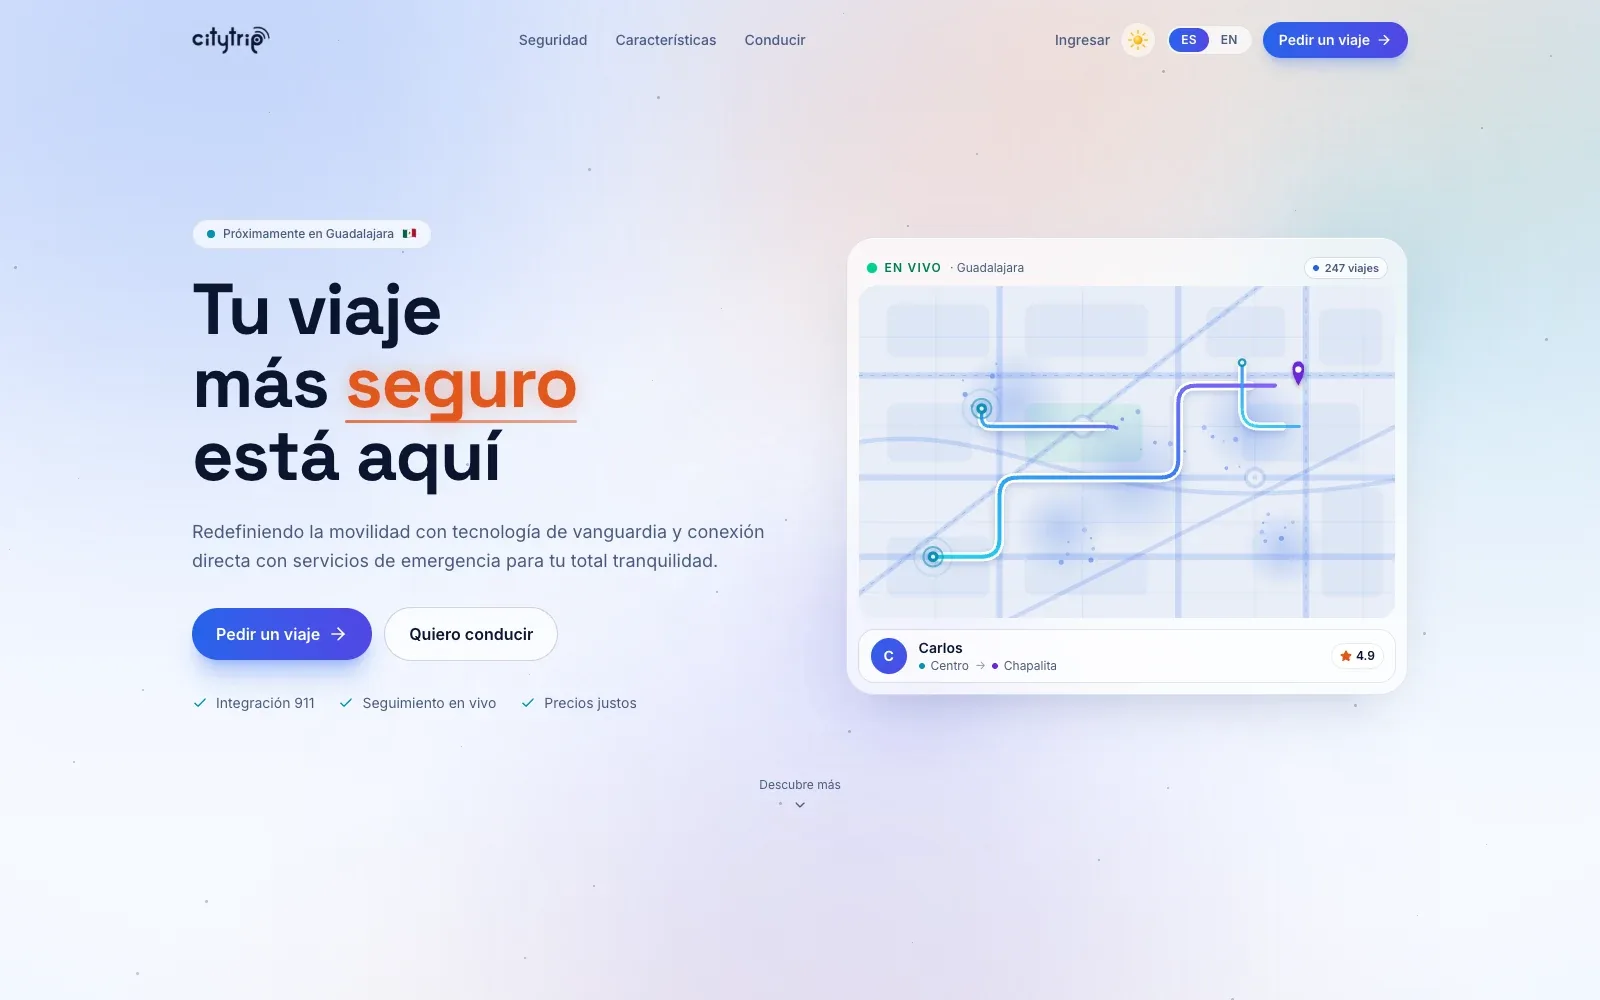 citytrip
Seguridad
Características
Conducir
Ingresar
ES
EN
Pedir un viaje →
Próximamente en Guadalajara
Tu viaje
más seguro
está aquí
Redefiniendo la movilidad con tecnología de vanguardia y conexión
directa con servicios de emergencia para tu total tranquilidad.
Pedir un viaje →
Quiero conducir
Integración 911
Seguimiento en vivo
Precios justos
EN VIVO · Guadalajara
247 viajes
C
Carlos
Centro → Chapalita
4.9
Descubre más